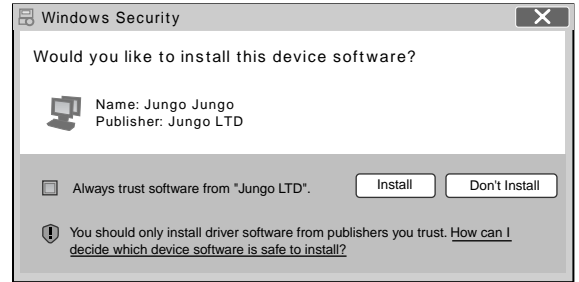 Windows Security
Would you like to install this device software?
Name: Jungo Jungo
Publisher: Jungo LTD
Always trust software from "Jungo LTD".
Install
Don't Install
You should only install driver software from publishers you trust. How can I
decide which device software is safe to install?